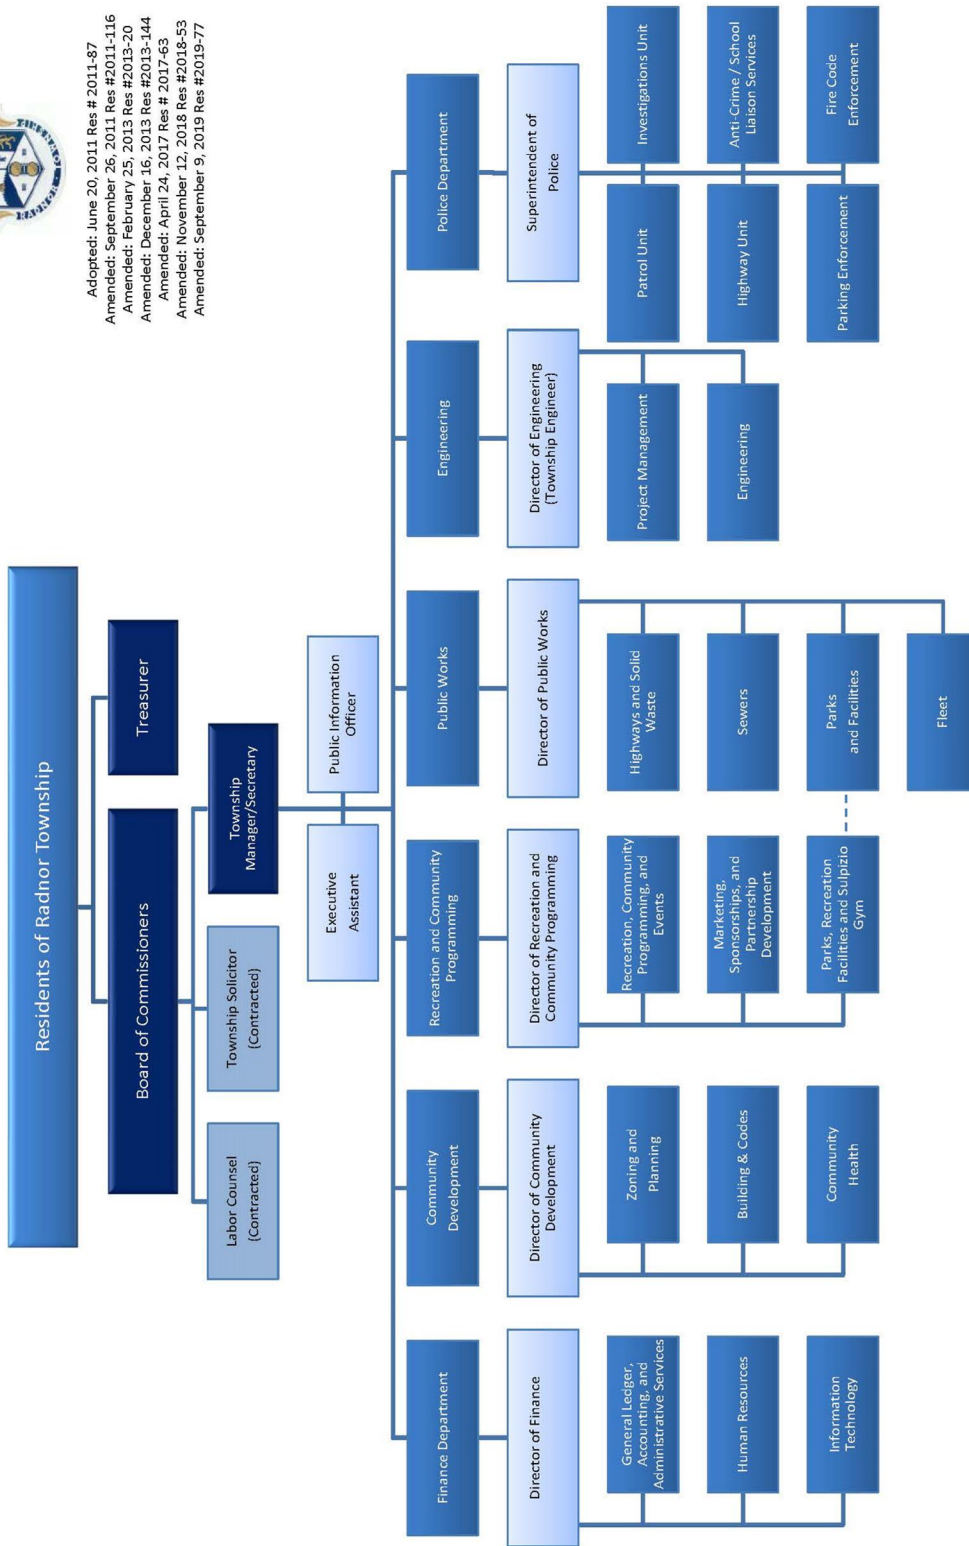 RADNOR
Adopted: June 20, 2011 Res # 2011-87
Amended: September 26, 2011 Res #2011-116
Amended: February 25, 2013 Res #2013-20
Amended: December 16, 2013 Res #2013-144
Amended: April 24, 2017 Res # 2017-63
Amended: November 12, 2018 Res #2018-53
Amended: September 9, 2019 Res #2019-77
Residents of Radnor Township
Board of Commissioners
Treasurer
Labor Counsel
(Contracted)
Township Solicitor
(Contracted)
Township
Manager/Secretary
Executive
Assistant
Public Information
Officer
Finance Department
Community
Development
Recreation and Community
Programming
Public Works
Engineering
Police Department
Director of Finance
Director of Community
Development
Director of Recreation and
Community Programming
Director of Public Works
Director of Engineering
(Township Engineer)
Superintendent of
Police
General Ledger,
Accounting, and
Administrative Services
Zoning and
Planning
Recreation, Community
Programming, and
Events
Highways and Solid
Waste
Project Management
Patrol Unit
Investigations Unit
Human Resources
Building & Codes
Marketing,
Sponsorships, and
Partnership
Development
Sewers
Engineering
Highway Unit
Anti-Crime / School
Liaison Services
Information
Technology
Community
Health
Parks, Recreation
Facilities and Sulpizio
Gym
Parks
and Facilities
Parking Enforcement
Fire Code
Enforcement
Fleet